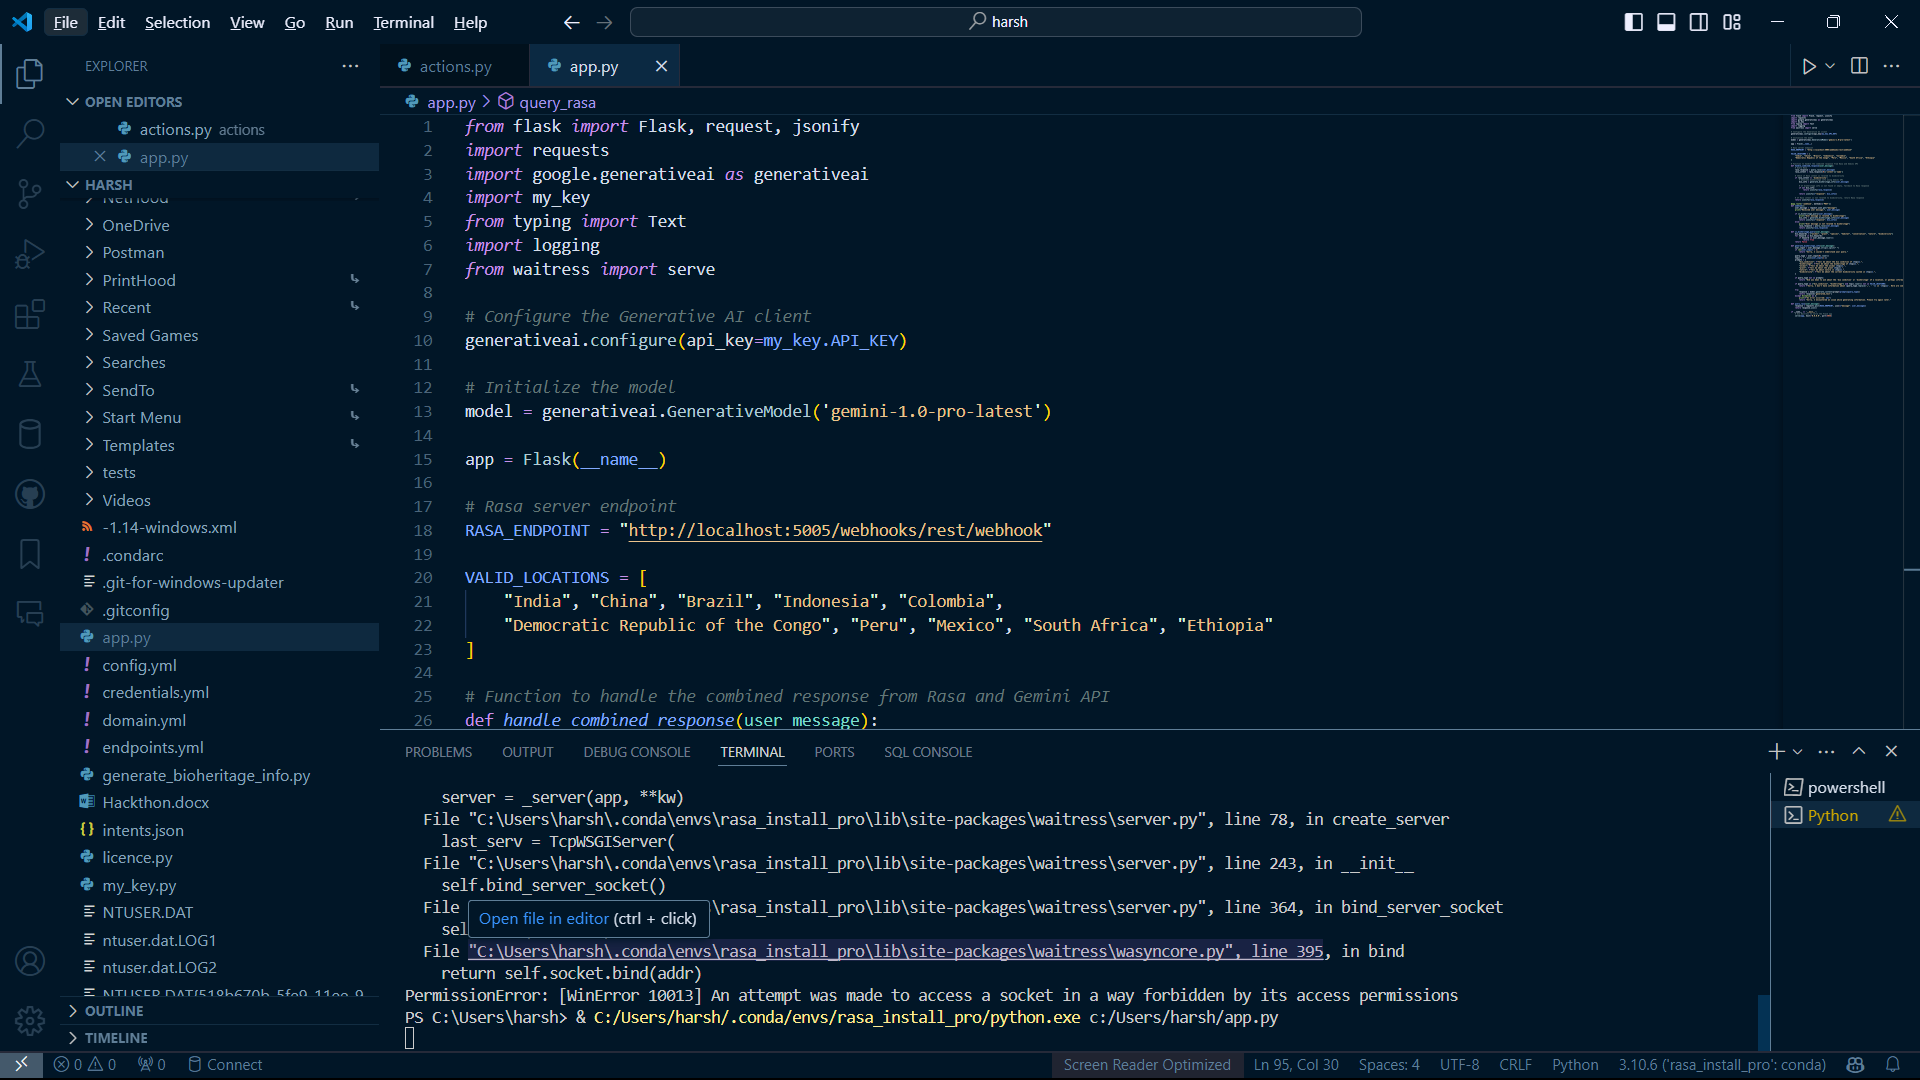 File Edit Selection View Go Run Terminal Help
harsh
EXPLORER
OPEN EDITORS
actions.py actions
app.py
HARSH
NetHood
OneDrive
Postman
PrintHood
Recent
Saved Games
Searches
SendTo
Start Menu
Templates
tests
Videos
-1.14-windows.xml
.condarc
.git-for-windows-updater
.gitconfig
app.py
config.yml
credentials.yml
domain.yml
endpoints.yml
generate_bioheritage_info.py
Hackthon.docx
intents.json
licence.py
my_key.py
NTUSER.DAT
ntuser.dat.LOG1
ntuser.dat.LOG2
OUTLINE
TIMELINE
actions.py
app.py
app.py > query_rasa
1 from flask import Flask, request, jsonify
2 import requests
3 import google.generativeai as generativeai
4 import my_key
5 from typing import Text
6 import logging
7 from waitress import serve
8
9 # Configure the Generative AI client
10 generativeai.configure(api_key=my_key.API_KEY)
11
12 # Initialize the model
13 model = generativeai.GenerativeModel('gemini-1.0-pro-latest')
14
15 app = Flask(__name__)
16
17 # Rasa server endpoint
18 RASA_ENDPOINT = "http://localhost:5005/webhooks/rest/webhook"
19
20 VALID_LOCATIONS = [
21 "India", "China", "Brazil", "Indonesia", "Colombia",
22 "Democratic Republic of the Congo", "Peru", "Mexico", "South Africa", "Ethiopia"
23 ]
24
25 # Function to handle the combined response from Rasa and Gemini API
26 def handle_combined_response(user_message):
PROBLEMS OUTPUT DEBUG CONSOLE TERMINAL PORTS SQL CONSOLE
server = _server(app, **kw)
File "C:\Users\harsh\.conda\envs\rasa_install_pro\lib\site-packages\waitress\server.py", line 78, in create_server
last_serv = TcpWSGIServer(
File "C:\Users\harsh\.conda\envs\rasa_install_pro\lib\site-packages\waitress\server.py", line 243, in __init__
self.bind_server_socket()
File \rasa_install_pro\lib\site-packages\waitress\server.py", line 364, in bind_server_socket
Open file in editor (ctrl + click)
sel
File "C:\Users\harsh\.conda\envs\rasa_install_pro\lib\site-packages\waitress\wasyncore.py", line 395, in bind
return self.socket.bind(addr)
PermissionError: [WinError 10013] An attempt was made to access a socket in a way forbidden by its access permissions
PS C:\Users\harsh> & C:/Users/harsh/.conda/envs/rasa_install_pro/python.exe c:/Users/harsh/app.py
powershell
Python
0 0 0 Connect
Screen Reader Optimized Ln 95, Col 30 Spaces: 4 UTF-8 CRLF Python 3.10.6 ('rasa_install_pro': conda)